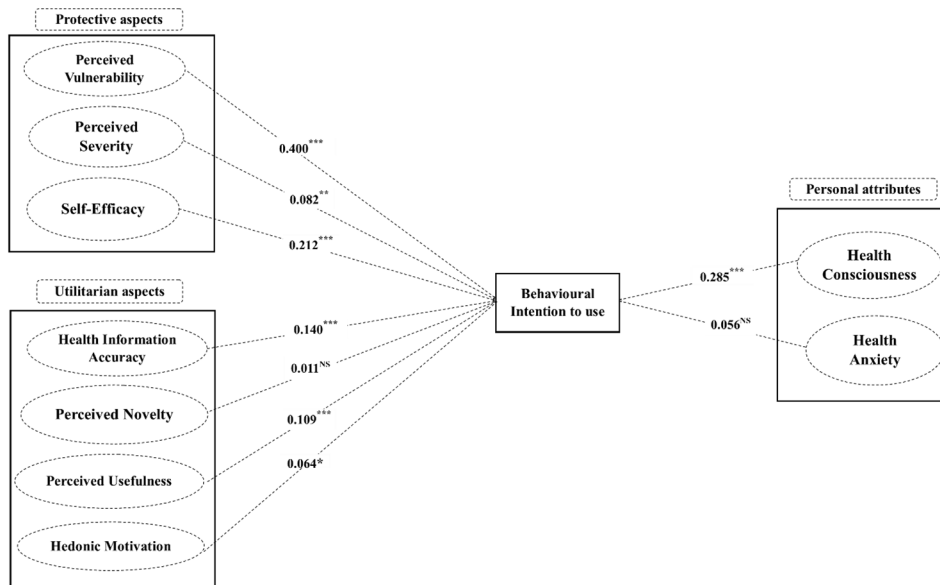 Protective aspects
Perceived
Vulnerability
Perceived
Severity
Self-Efficacy
0.400***
0.082**
0.212***
Utilitarian aspects
Health Information
Accuracy
Perceived Novelty
Perceived Usefulness
Hedonic Motivation
0.140***
0.011NS
0.109***
0.064*
Behavioural
Intention to use
0.285***
0.056NS
Personal attributes
Health
Consciousness
Health
Anxiety